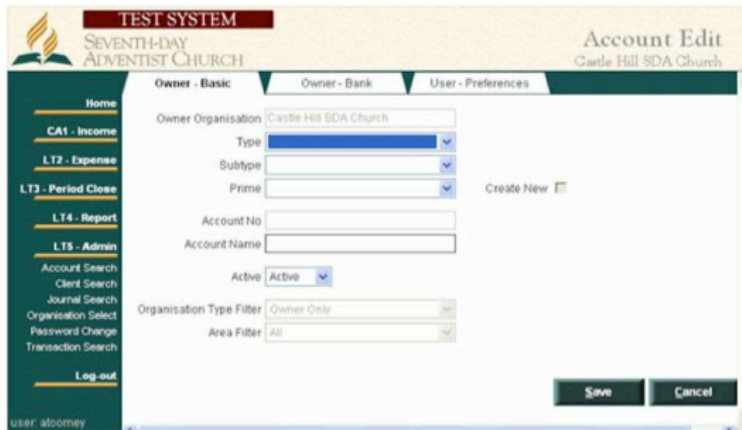 TEST SYSTEM
SEVENTH-DAY
ADVENTIST CHURCH
Account Edit
Castle Hill SDA Church
Owner - Basic
Owner - Bank
User - Preferences
Home
CA1 - Income
LT2 - Expense
LT3 - Period Close
LT4 - Report
LT5 - Admin
Account Search
Client Search
Journal Search
Organisation Select
Password Change
Transaction Search
Log-out
user: atoomey
Owner Organisation Castle Hill SDA Church
Type
Subtype
Prime
Create New
Account No
Account Name
Active Active
Organisation Type Filter Owner Only
Area Filter All
Save
Cancel